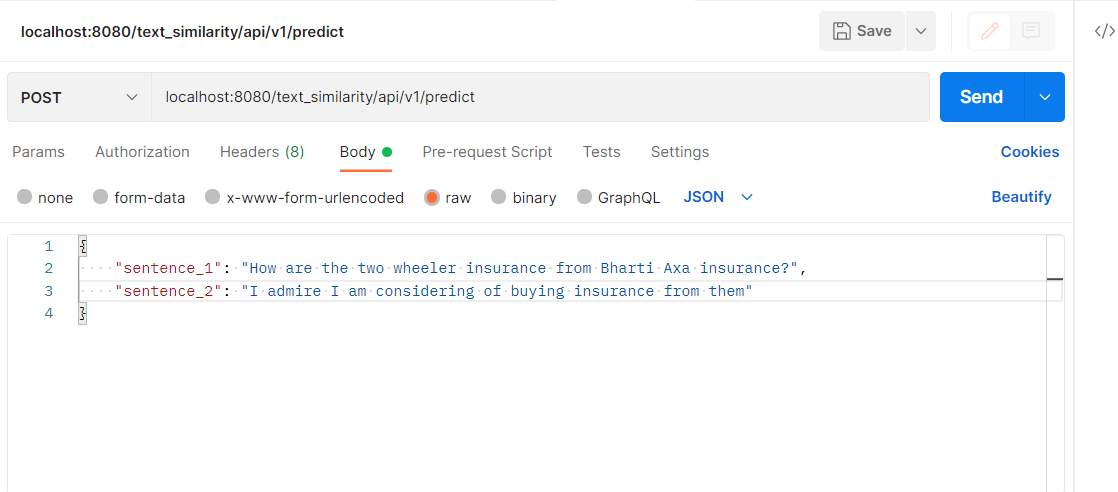 localhost:8080/text_similarity/api/v1/predict Save </>
POST localhost:8080/text_similarity/api/v1/predict Send
Params Authorization Headers (8) Body Pre-request Script Tests Settings Cookies
none form-data x-www-form-urlencoded raw binary GraphQL JSON Beautify
1 {
2 "sentence_1": "How are the two wheeler insurance from Bharti Axa insurance?",
3 "sentence_2": "I admire I am considering of buying insurance from them"
4 }